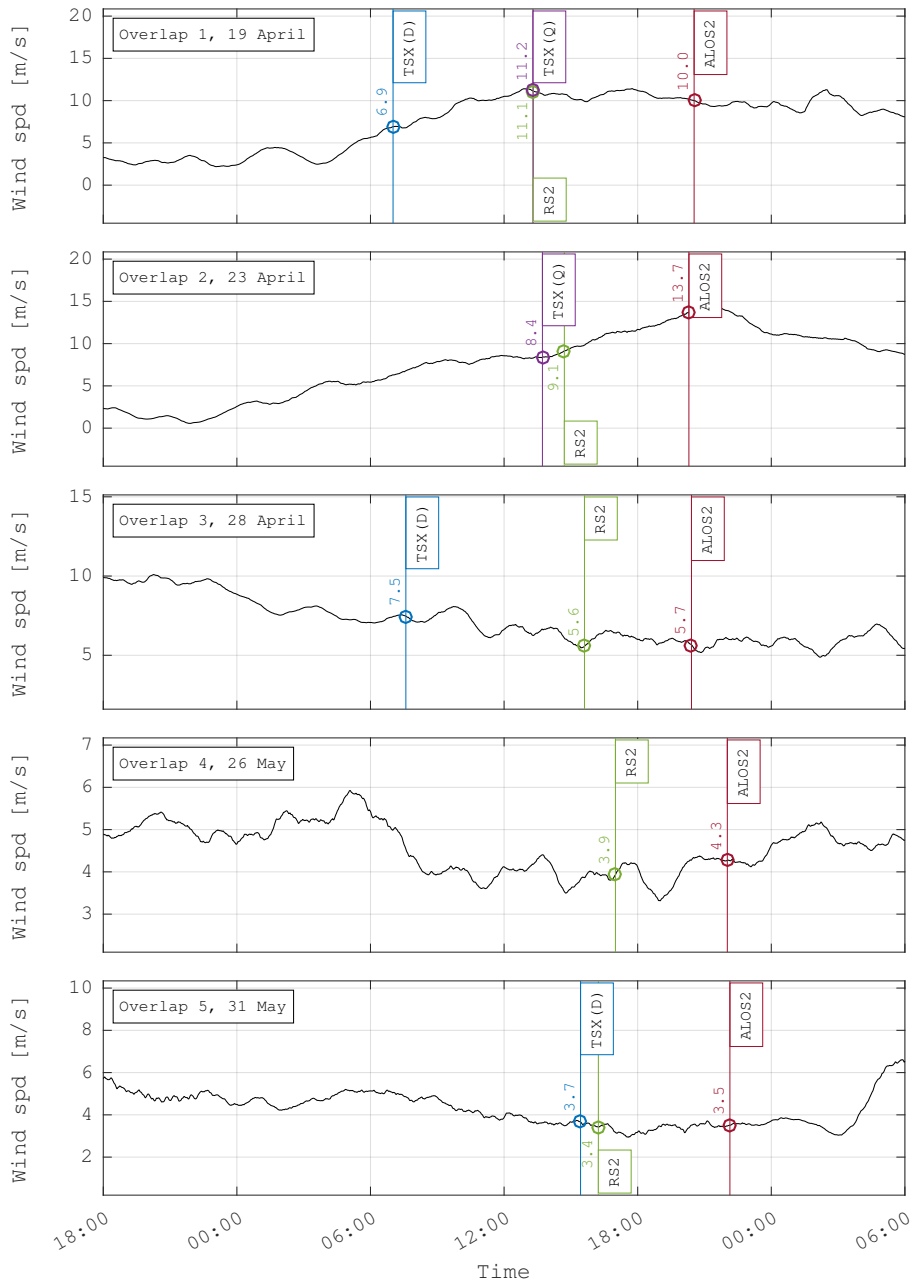 Wind spd [m/s]
20
15
10
5
0
Overlap 1, 19 April
TSX(D)
6.9
TSX(Q)
11.2
11.1
RS2
ALOS2
10.0
Wind spd [m/s]
20
15
10
5
0
Overlap 2, 23 April
TSX(Q)
8.4
9.1
RS2
ALOS2
13.7
Wind spd [m/s]
15
10
5
Overlap 3, 28 April
TSX(D)
7.5
RS2
5.6
ALOS2
5.7
Wind spd [m/s]
7
6
5
4
3
Overlap 4, 26 May
RS2
3.9
ALOS2
4.3
Wind spd [m/s]
10
8
6
4
2
Overlap 5, 31 May
TSX(D)
3.7
3.4
RS2
ALOS2
3.5
18:00
00:00
06:00
12:00
18:00
00:00
06:00
Time